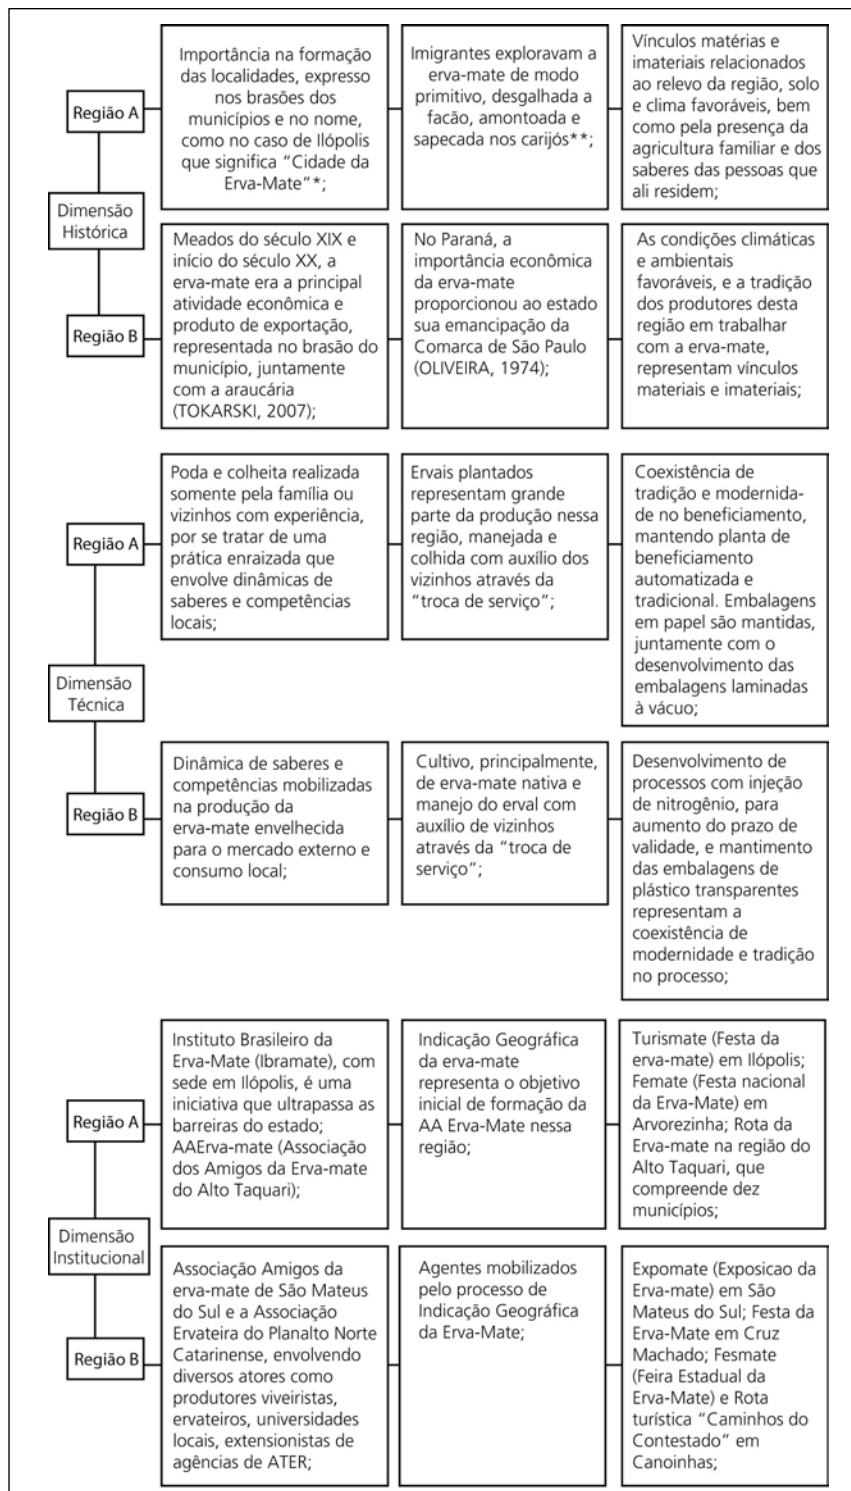 Importância na formação
das localidades, expresso
nos brasões dos
municípios e no nome,
como no caso de Ilópolis
que significa “Cidade da
Erva-Mate”*;
Imigrantes exploravam a
erva-mate de modo
primitivo, desgalhada a
facão, amontoada e
sapecada nos carijós**;
Vínculos matérias e
imateriais relacionados
ao relevo da região, solo
e clima favoráveis, bem
como pela presença da
agricultura familiar e dos
saberes das pessoas que
ali residem;
Região A
Dimensão
Histórica
Região B
Meados do século XIX e
início do século XX, a
erva-mate era a principal
atividade econômica e
produto de exportação,
representada no brasão do
município, juntamente
com a araucária
(TOKARSKI, 2007);
No Paraná, a
importância econômica
da erva-mate
proporcionou ao estado
sua emancipação da
Comarca de São Paulo
(OLIVEIRA, 1974);
As condições climáticas
e ambientais
favoráveis, e a tradição
dos produtores desta
região em trabalhar
com a erva-mate,
representam vínculos
materiais e imateriais;
Região A
Poda e colheita realizada
somente pela família ou
vizinhos com experiência,
por se tratar de uma
prática enraizada que
envolve dinâmicas de
saberes e competências
locais;
Ervais plantados
representam grande
parte da produção nessa
região, manejada e
colhida com auxílio dos
vizinhos através da
“troca de serviço”;
Coexistência de
tradição e modernida-
de no beneficiamento,
mantendo planta de
beneficiamento
automatizada e
tradicional. Embalagens
em papel são mantidas,
juntamente com o
desenvolvimento das
embalagens laminadas
à vácuo;
Dimensão
Técnica
Região B
Dinâmica de saberes e
competências mobilizadas
na produção da
erva-mate envelhecida
para o mercado externo e
consumo local;
Cultivo, principalmente,
de erva-mate nativa e
manejo do erval com
auxílio de vizinhos
através da “troca de
serviço”;
Desenvolvimento de
processos com injeção
de nitrogênio, para
aumento do prazo de
validade, e mantimento
das embalagens de
plástico transparentes
representam a
coexistência de
modernidade e tradição
no processo;
Região A
Instituto Brasileiro da
Erva-Mate (Ibramate), com
sede em Ilópolis, é uma
iniciativa que ultrapassa as
barreiras do estado;
AAErva-mate (Associação
dos Amigos da Erva-mate
do Alto Taquari);
Indicação Geográfica
da erva-mate
representa o objetivo
inicial de formação da
AA Erva-Mate nessa
região;
Turismate (Festa da
erva-mate) em Ilópolis;
Femate (Festa nacional
da Erva-Mate) em
Arvorezinha; Rota da
Erva-mate na região do
Alto Taquari, que
compreende dez
municípios;
Dimensão
Institucional
Região B
Associação Amigos da
erva-mate de São Mateus
do Sul e a Associação
Ervateira do Planalto Norte
Catarinense, envolvendo
diversos atores como
produtores viveiristas,
ervateiros, universidades
locais, extensionistas de
agências de ATER;
Agentes mobilizados
pelo processo de
Indicação Geográfica
da Erva-Mate;
Expomate (Exposicao da
Erva-mate) em São
Mateus do Sul; Festa da
Erva-Mate em Cruz
Machado; Fesmate
(Feira Estadual da
Erva-Mate) e Rota
turística “Caminhos do
Contestado” em
Canoinhas;